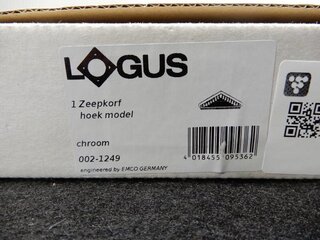 LOGUS
1 Zeepkorf
hoek model
chroom
002-1249
engineered by EMCO GERMANY
4 018455 095362